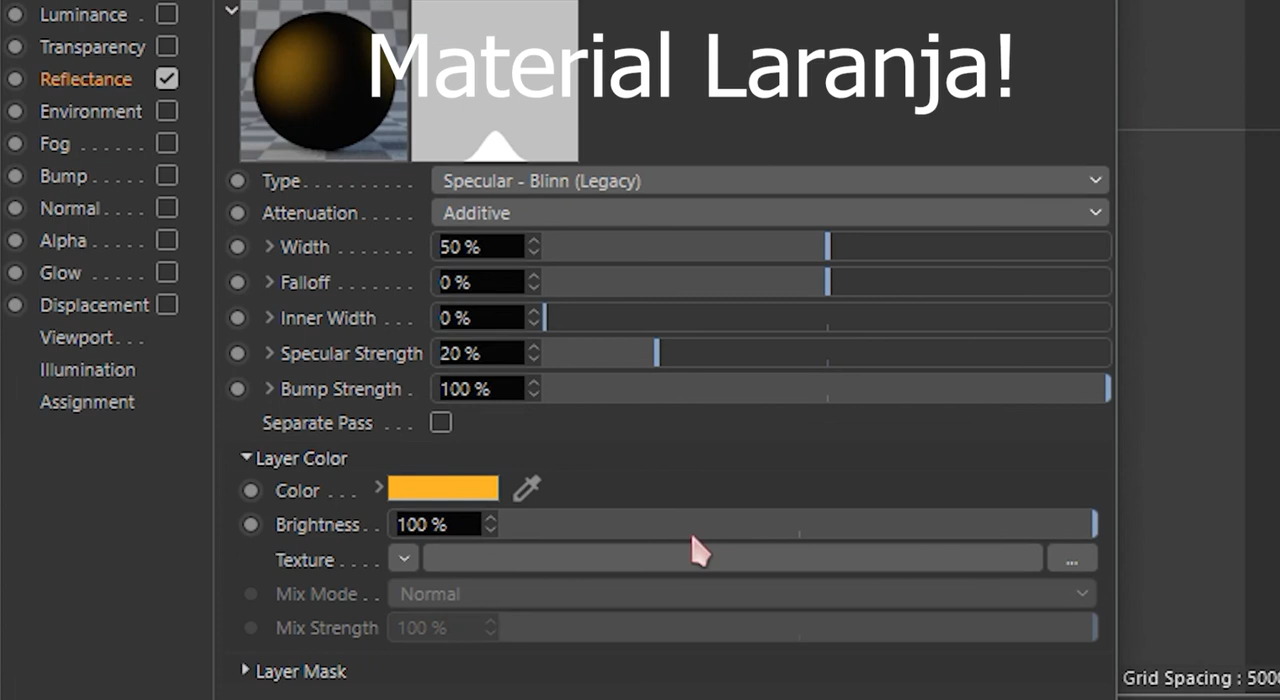 Material Laranja!
Luminance .
Transparency
Reflectance
Environment
Fog . . . . . .
Bump . . . . .
Normal . . . .
Alpha . . . . .
Glow . . . . .
Displacement
Viewport. . .
Illumination
Assignment
Type. . . . . . . . . . Specular - Blinn (Legacy)
Attenuation . . . . . Additive
Width . . . . . . . 50 %
Falloff . . . . . . . 0 %
Inner Width . . . 0 %
Specular Strength 20 %
Bump Strength . 100 %
Separate Pass . . .
Layer Color
Color . . .
Brightness. . 100 %
Texture . . . . ...
Mix Mode . . Normal
Mix Strength 100 %
Layer Mask
Grid Spacing : 5000